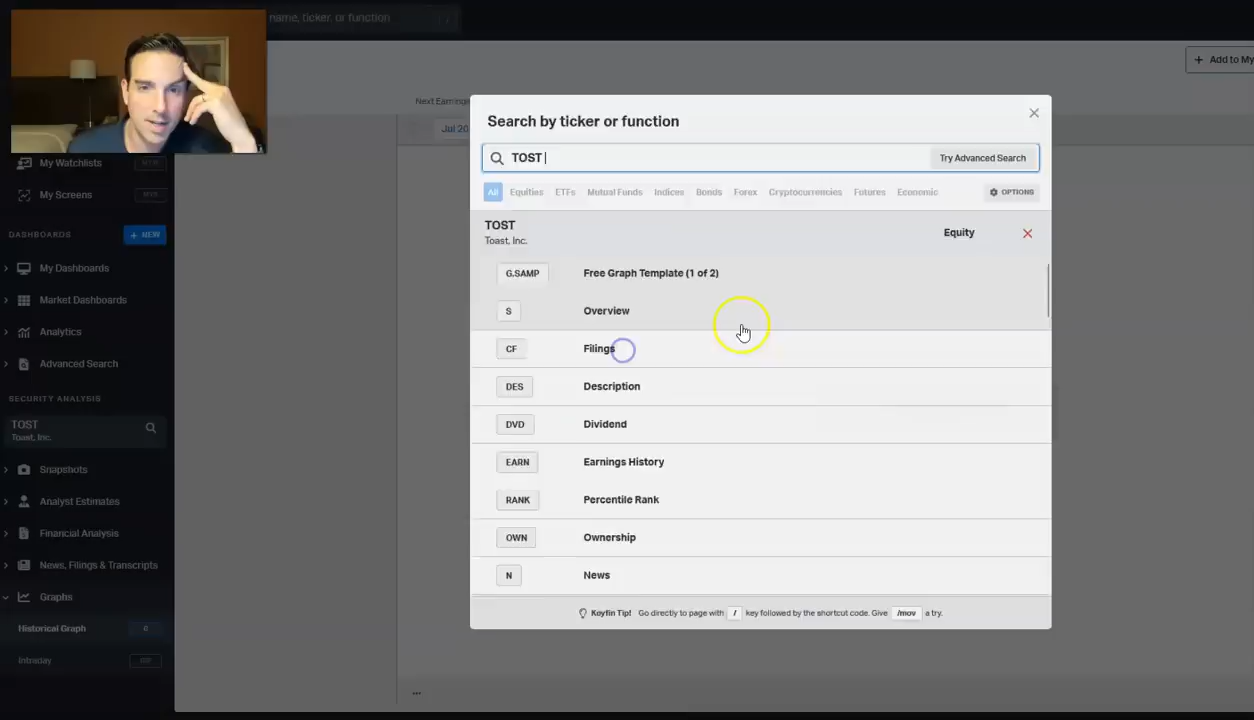 name, ticker, or function /
+ Add to My
Next Earnin
Jul 20
My Watchlists
My Screens
DASHBOARDS + NEW
My Dashboards
Market Dashboards
Analytics
Advanced Search
SECURITY ANALYSIS
TOST
Toast, Inc.
Snapshots
Analyst Estimates
Financial Analysis
News, Filings & Transcripts
Graphs
Historical Graph G
Intraday
Search by ticker or function
TOST
Try Advanced Search
All Equities ETFs Mutual Funds Indices Bonds Forex Cryptocurrencies Futures Economic OPTIONS
TOST
Toast, Inc.
Equity
G.SAMP Free Graph Template (1 of 2)
S Overview
CF Filings
DES Description
DVD Dividend
EARN Earnings History
RANK Percentile Rank
OWN Ownership
N News
Koyfin Tip! Go directly to page with / key followed by the shortcut code. Give /mov a try.
...